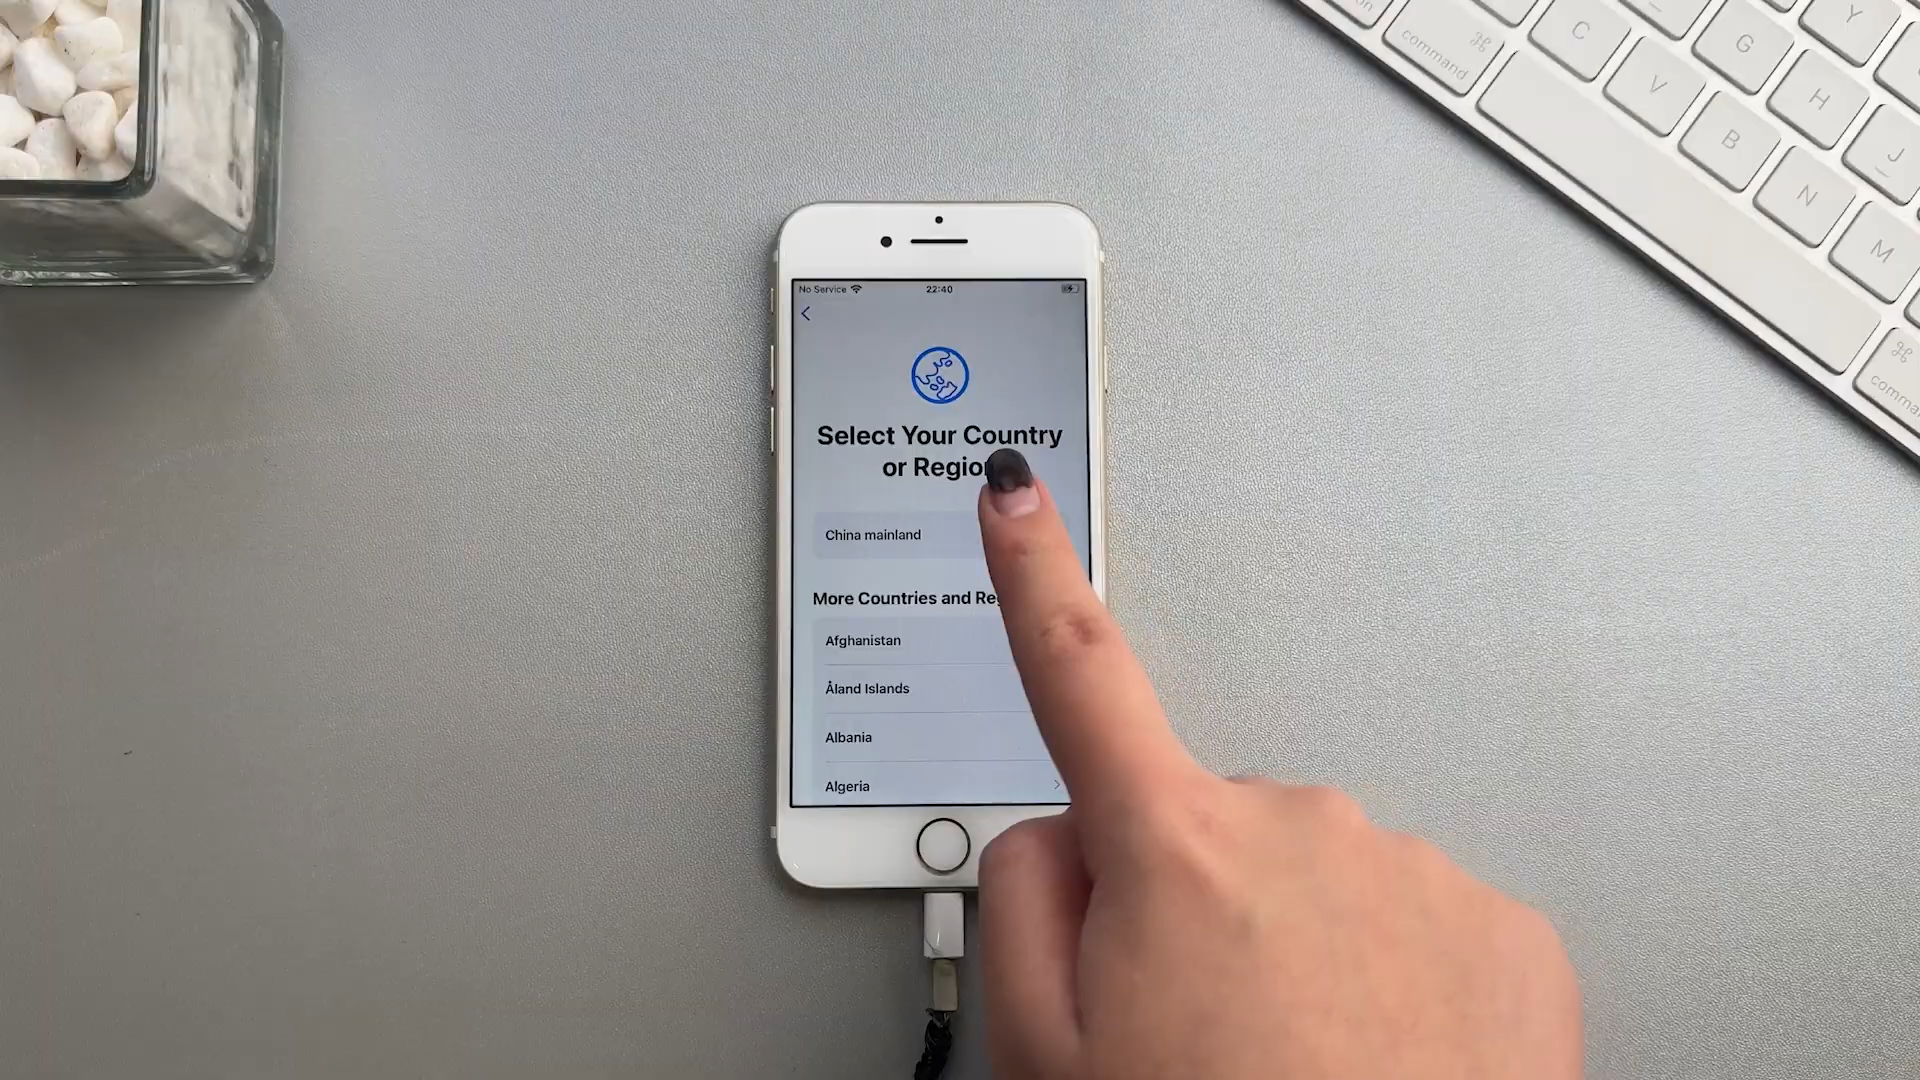 No Service 22:40
Select Your Country
or Region
China mainland
More Countries and Reg
Afghanistan
Åland Islands
Albania
Algeria
command
C
V
G
Y
B
H
N
J
M
⌘
⌘